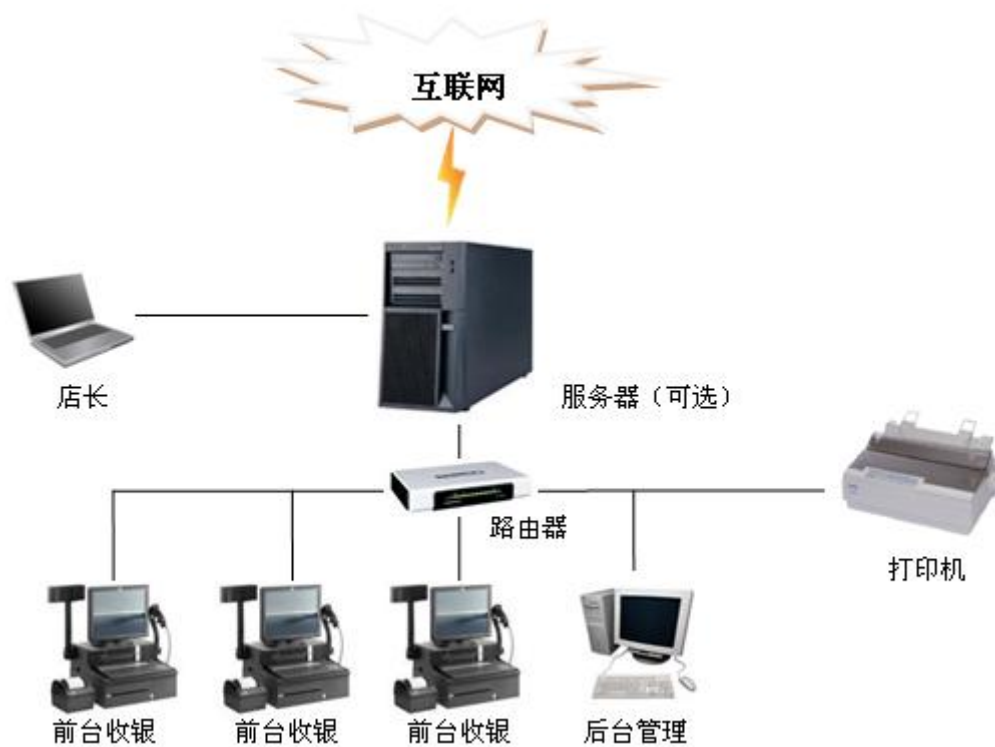 互联网
店长
服务器（可选）
路由器
打印机
前台收银
前台收银
前台收银
后台管理